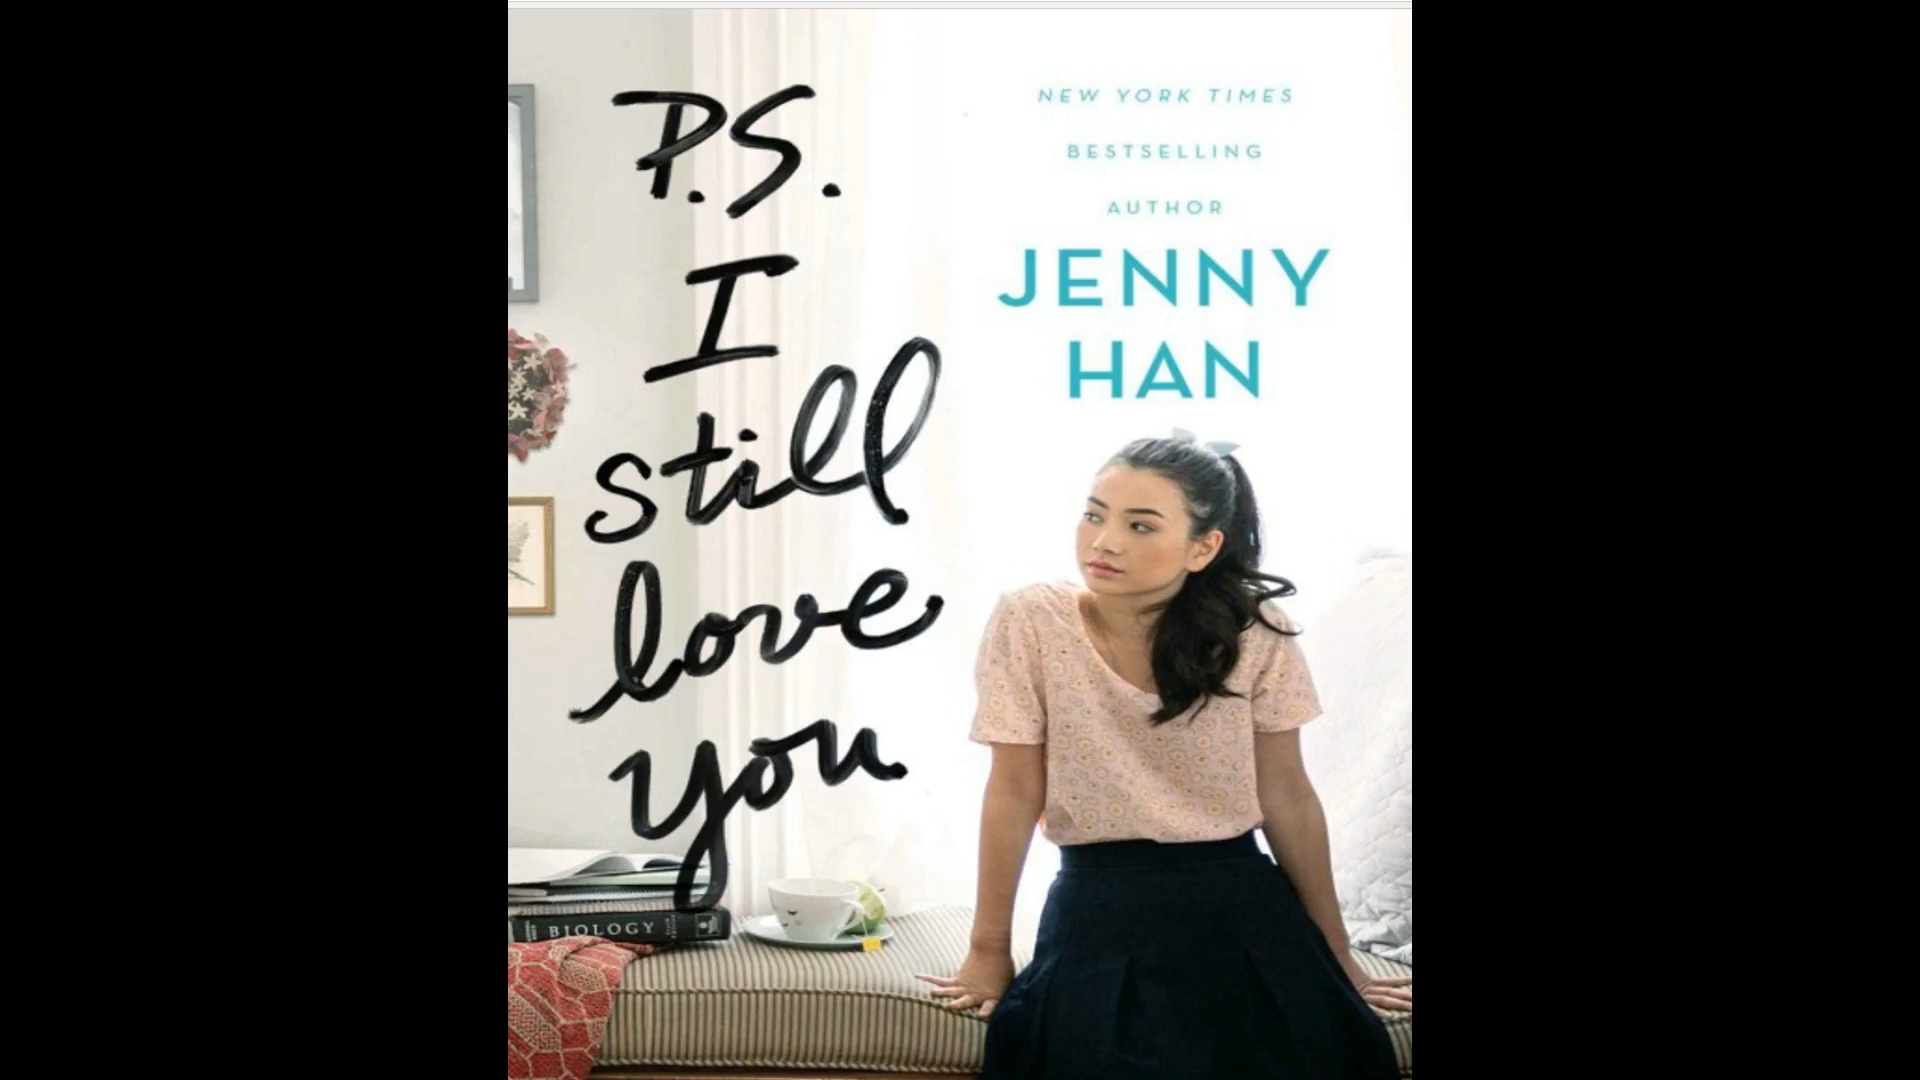 P.S.
I
still
love
you
NEW YORK TIMES
BESTSELLING
AUTHOR
JENNY
HAN
BIOLOGY